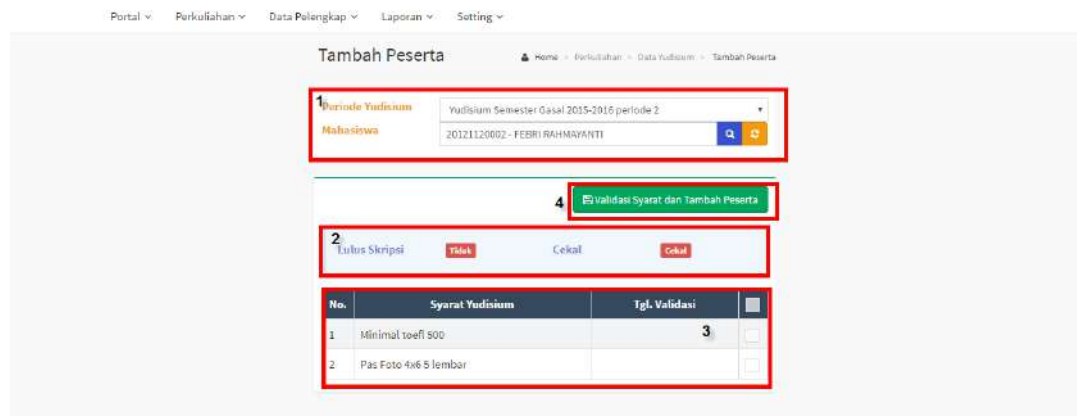 Portal Perkuliahan Data Pelengkap Laporan Setting
Tambah Peserta
Home > Perkuliahan > Data Yudisium > Tambah Peserta
1
Periode Yudisium Yudisium Semester Gasal 2015-2016 periode 2
Mahasiswa 20121120002 - FEBRI RAHMAYANTI
4 Validasi Syarat dan Tambah Peserta
2
Lulus Skripsi Tidak Cekal Cekal
No. Syarat Yudisium Tgl. Validasi
1 Minimal toefl 500 3
2 Pas Foto 4x6 5 lembar